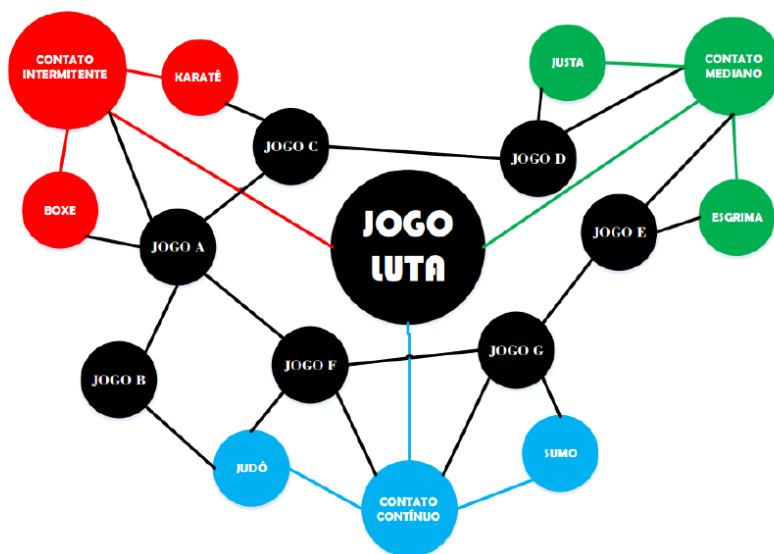 CONTATO
INTERMITENTE
KARATÊ
JUSTA
CONTATO
MEDIANO
JOGO C
JOGO D
BOXE
JOGO A
JOGO
LUTA
JOGO E
ESGRIMA
JOGO B
JOGO F
JOGO G
JUDÔ
CONTATO
CONTÍNUO
SUMO